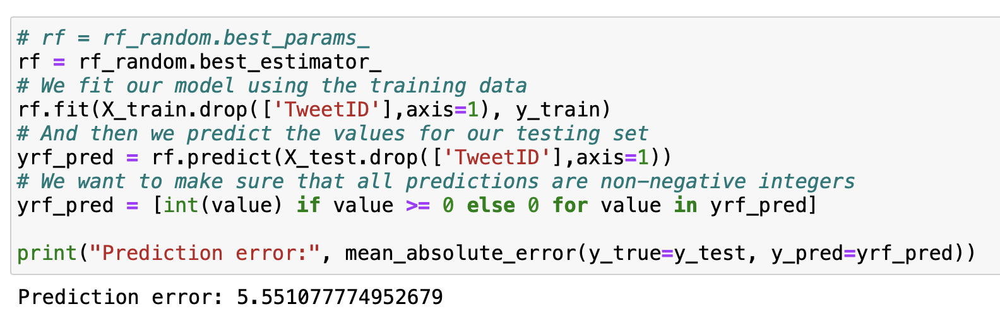 # rf = rf_random.best_params_
rf = rf_random.best_estimator_
# We fit our model using the training data
rf.fit(X_train.drop(['TweetID'],axis=1), y_train)
# And then we predict the values for our testing set
yrf_pred = rf.predict(X_test.drop(['TweetID'],axis=1))
# We want to make sure that all predictions are non-negative integers
yrf_pred = [int(value) if value >= 0 else 0 for value in yrf_pred]
print("Prediction error:", mean_absolute_error(y_true=y_test, y_pred=yrf_pred))
Prediction error: 5.551077774952679